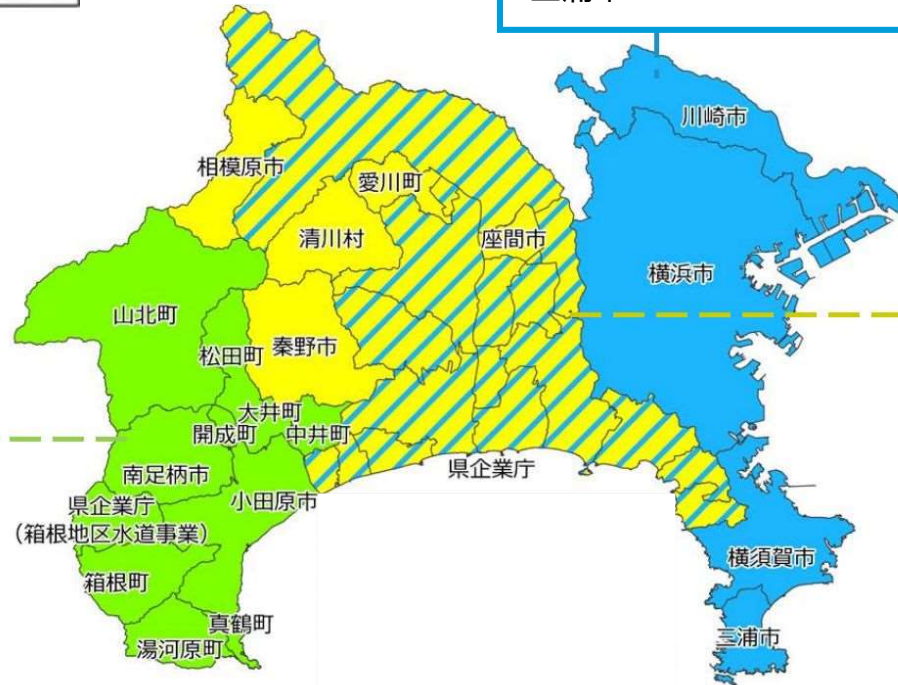 三浦市
川崎市
相模原市
愛川町
清川村
座間市
横浜市
山北町
松田町
秦野市
大井町
開成町
中井町
県企業庁
南足柄市
小田原市
県企業庁
(箱根地区水道事業)
横須賀市
箱根町
真鶴町
湯河原町
三浦市